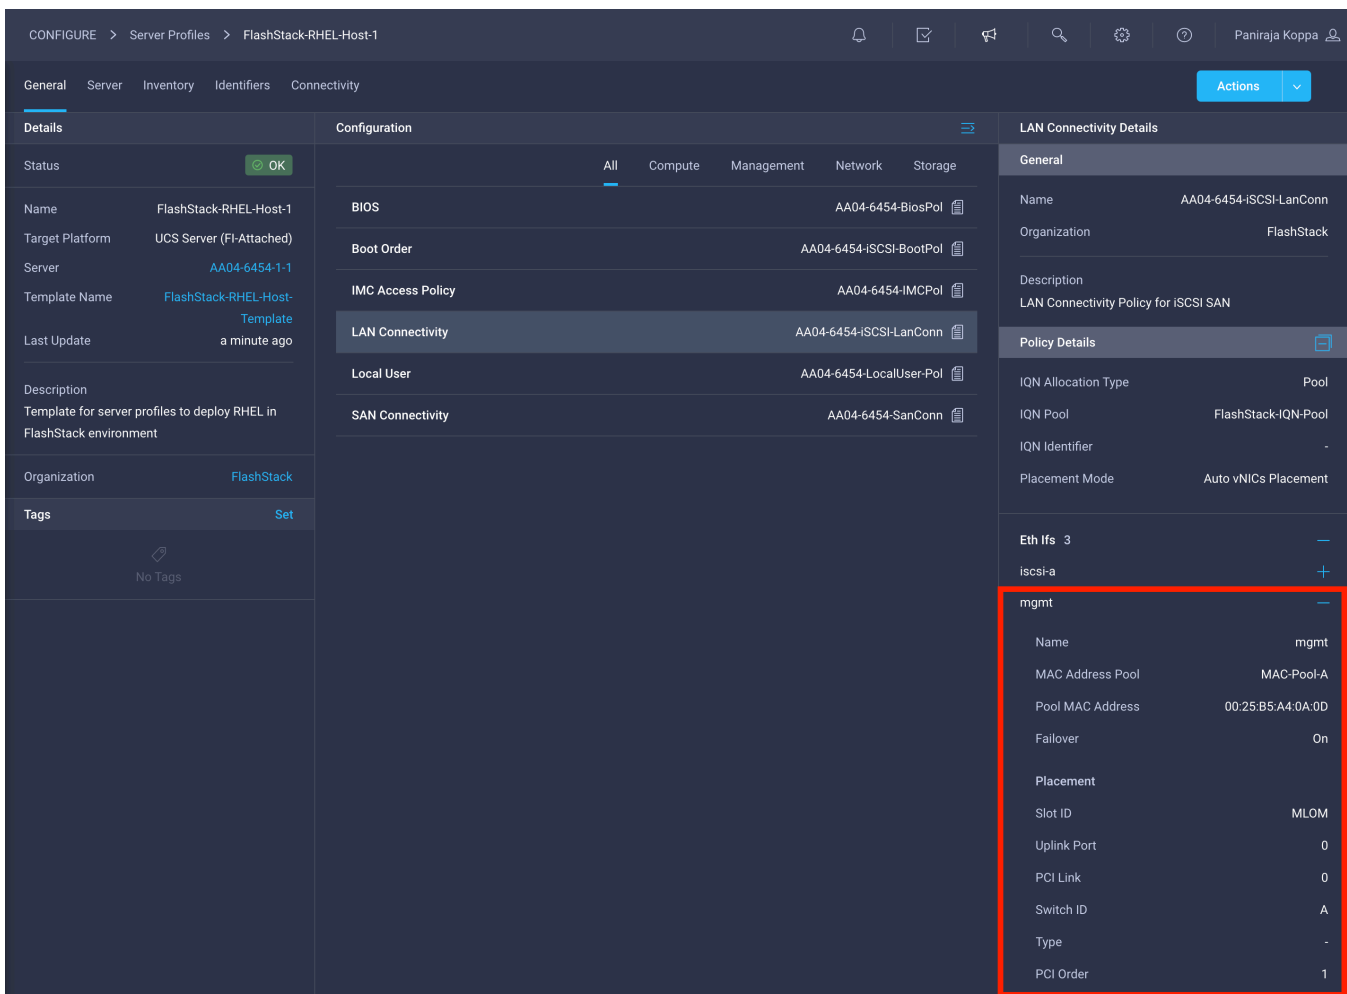 CONFIGURE > Server Profiles > FlashStack-RHEL-Host-1
Paniraja Koppa
General Server Inventory Identifiers Connectivity
Actions
Details
Status OK
Name FlashStack-RHEL-Host-1
Target Platform UCS Server (FI-Attached)
Server AA04-6454-1-1
Template Name FlashStack-RHEL-Host-
Template
Last Update a minute ago
Description
Template for server profiles to deploy RHEL in
FlashStack environment
Organization FlashStack
Tags Set
No Tags
Configuration
All Compute Management Network Storage
BIOS AA04-6454-BiosPol
Boot Order AA04-6454-iSCSI-BootPol
IMC Access Policy AA04-6454-IMCPol
LAN Connectivity AA04-6454-iSCSI-LanConn
Local User AA04-6454-LocalUser-Pol
SAN Connectivity AA04-6454-SanConn
LAN Connectivity Details
General
Name AA04-6454-iSCSI-LanConn
Organization FlashStack
Description
LAN Connectivity Policy for iSCSI SAN
Policy Details
IQN Allocation Type Pool
IQN Pool FlashStack-IQN-Pool
IQN Identifier -
Placement Mode Auto vNICs Placement
Eth Ifs 3
iscsi-a
mgmt
Name mgmt
MAC Address Pool MAC-Pool-A
Pool MAC Address 00:25:B5:A4:0A:0D
Failover On
Placement
Slot ID MLOM
Uplink Port 0
PCI Link 0
Switch ID A
Type -
PCI Order 1